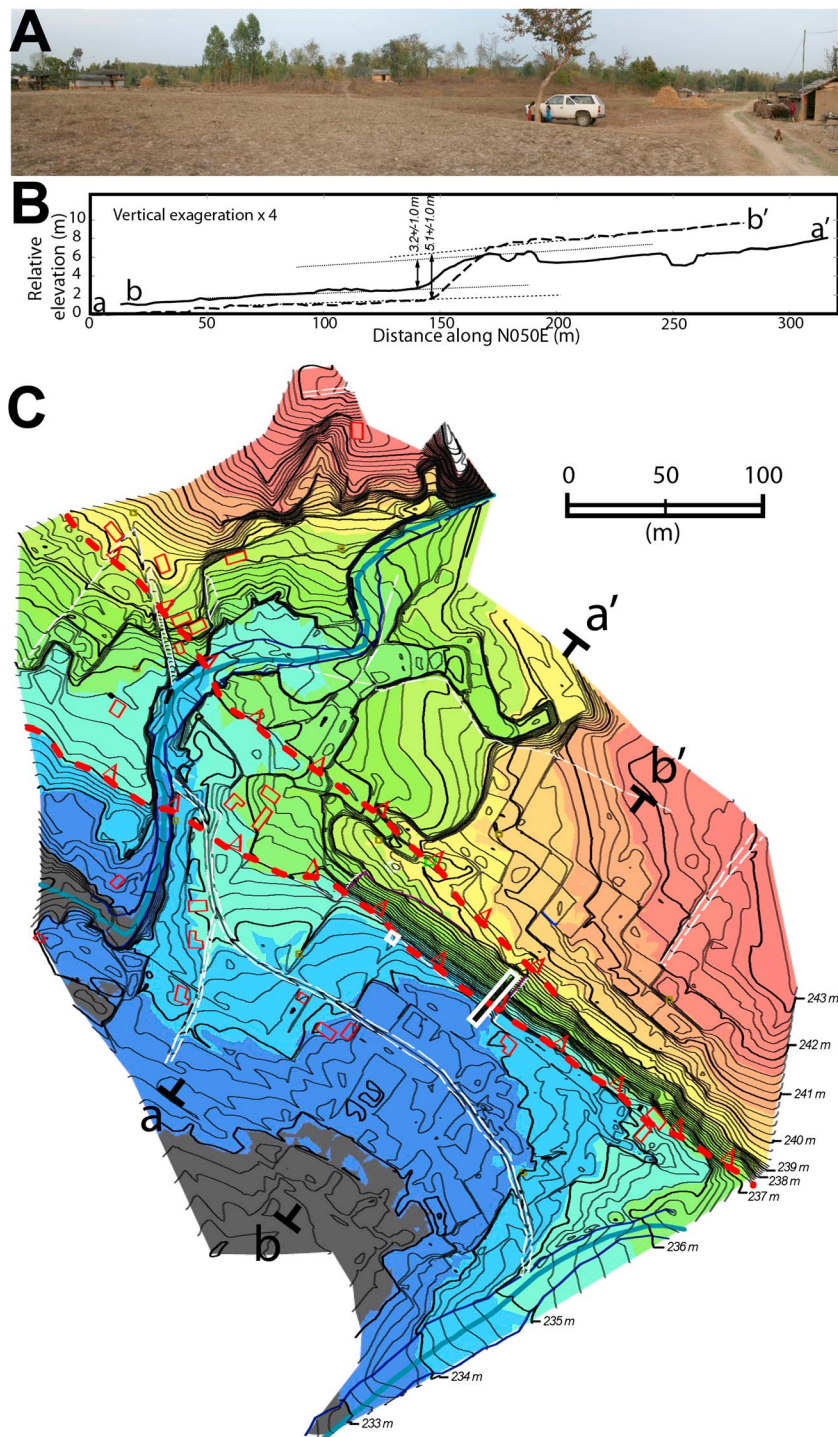 A
B
Vertical exageration x 4
Relative
elevation (m)
10
8
6
4
2
0
3.2+/-1.0 m
5.1+/-1.0 m
a
b
b'
a'
50
100
150
200
250
300
Distance along N050E (m)
C
0
50
100
(m)
a'
b'
a
b
243 m
242 m
241 m
240 m
239 m
238 m
237 m
236 m
235 m
234 m
233 m